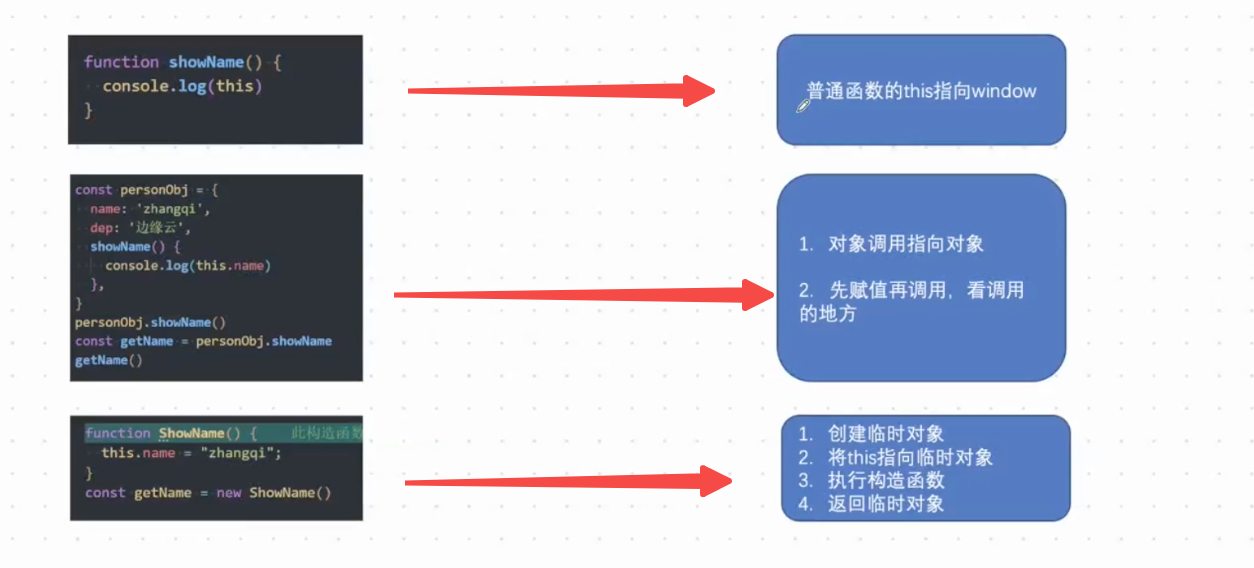 function showName() {
console.log(this)
}
普通函数的this指向window
const personObj = {
name: 'zhangqi',
dep: '边缘云',
showName() {
console.log(this.name)
},
}
personObj.showName()
const getName = personObj.showName
getName()
1. 对象调用指向对象
2. 先赋值再调用，看调用
的地方
function ShowName() { 此构造函数
this.name = "zhangqi";
}
const getName = new ShowName()
1. 创建临时对象
2. 将this指向临时对象
3. 执行构造函数
4. 返回临时对象